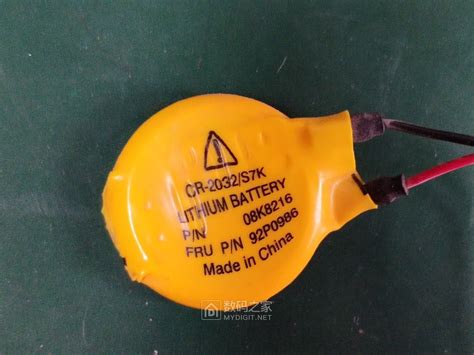 CR-2032/S7K
LITHIUM BATTERY
P/N 08K8216
FRU P/N 92P0986
Made in China
数码之家
MYDIGIT.NET